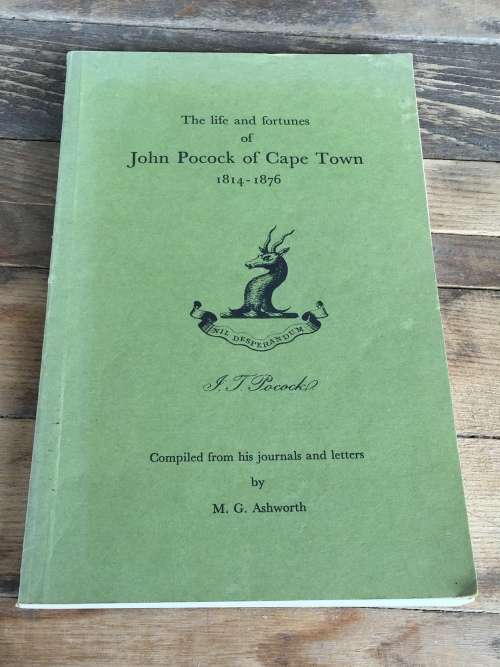 The life and fortunes
of
John Pocock of Cape Town
1814-1876
NIL DESPERANDUM
J. T. Pocock
Compiled from his journals and letters
by
M. G. Ashworth